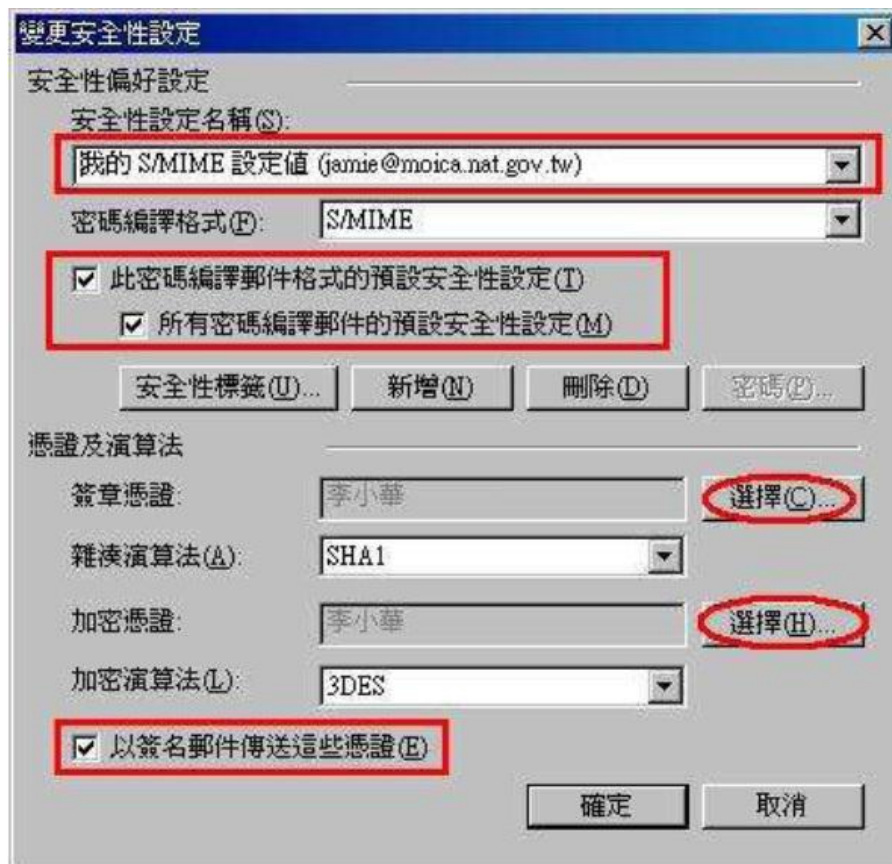 變更安全性設定
安全性偏好設定
安全性設定名稱(S):
我的 S/MIME 設定值 (jamie@moica.nat.gov.tw)
密碼編譯格式(F): S/MIME
此密碼編譯郵件格式的預設安全性設定(T)
所有密碼編譯郵件的預設安全性設定(M)
安全性標籤(U)... 新增(N) 刪除(D) 密碼(P)...
憑證及演算法
簽章憑證: 李小華 選擇(C)...
雜湊演算法(A): SHA1
加密憑證: 李小華 選擇(H)...
加密演算法(L): 3DES
以簽名郵件傳送這些憑證(E)
確定 取消